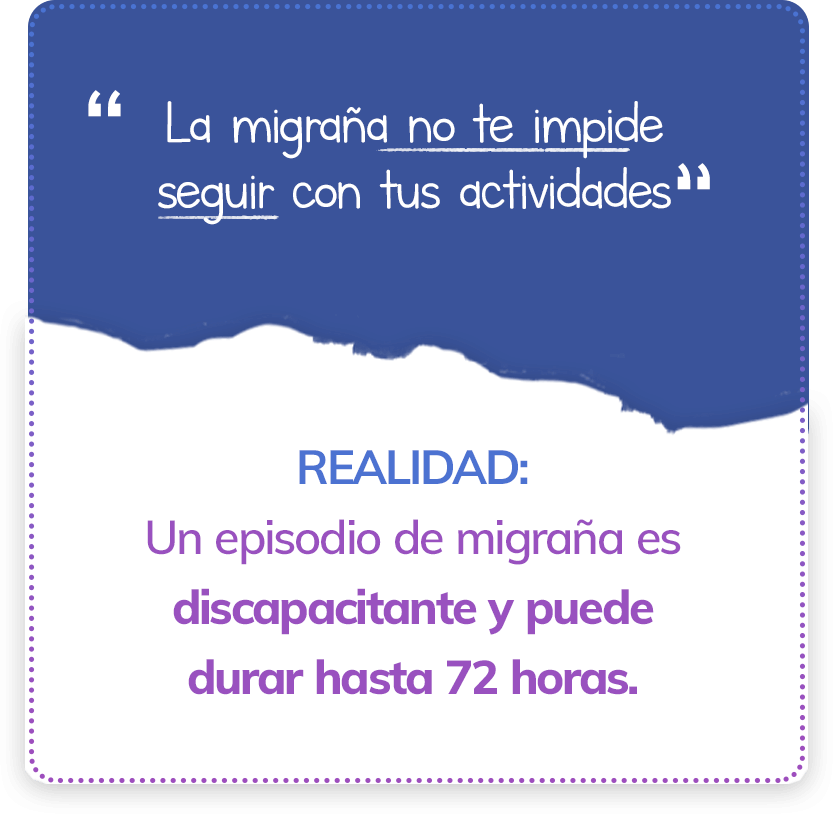 “ La migraña no te impide
seguir con tus actividades”
REALIDAD:
Un episodio de migraña es
discapacitante y puede
durar hasta 72 horas.